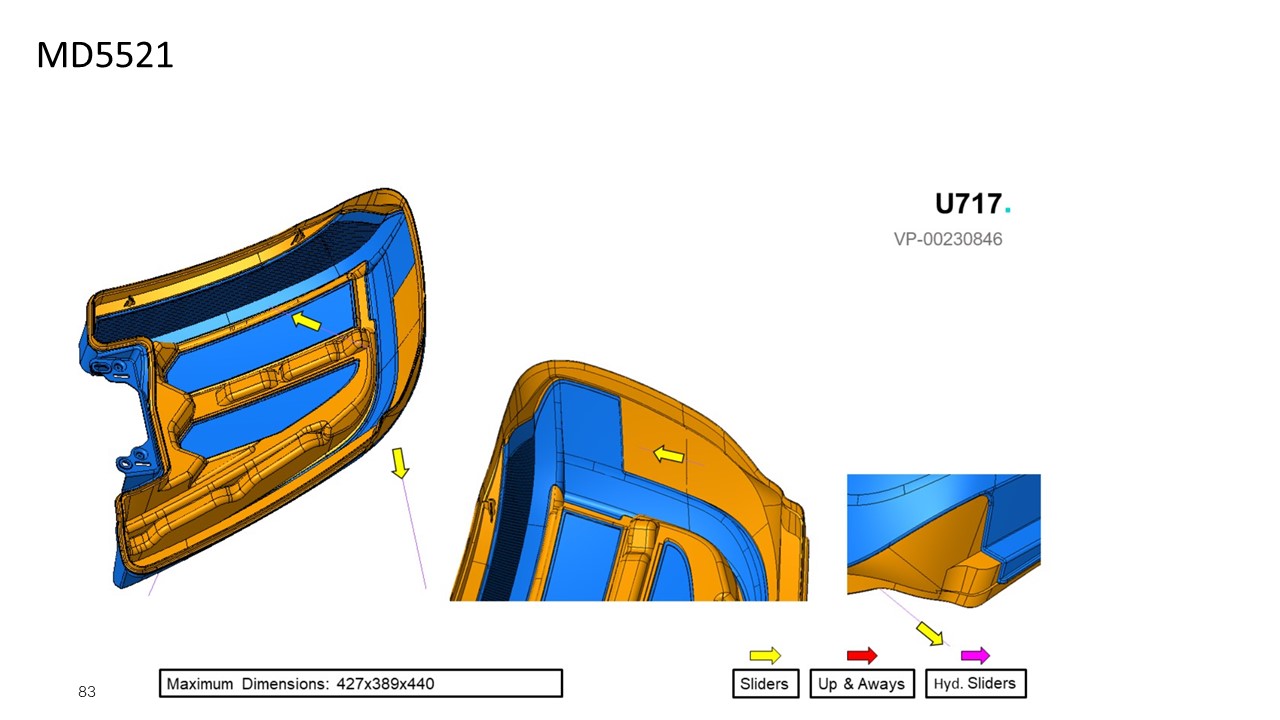 MD5521
U717.
VP-00230846
Maximum Dimensions: 427x389x440
Sliders
Up & Aways
Hyd. Sliders
83